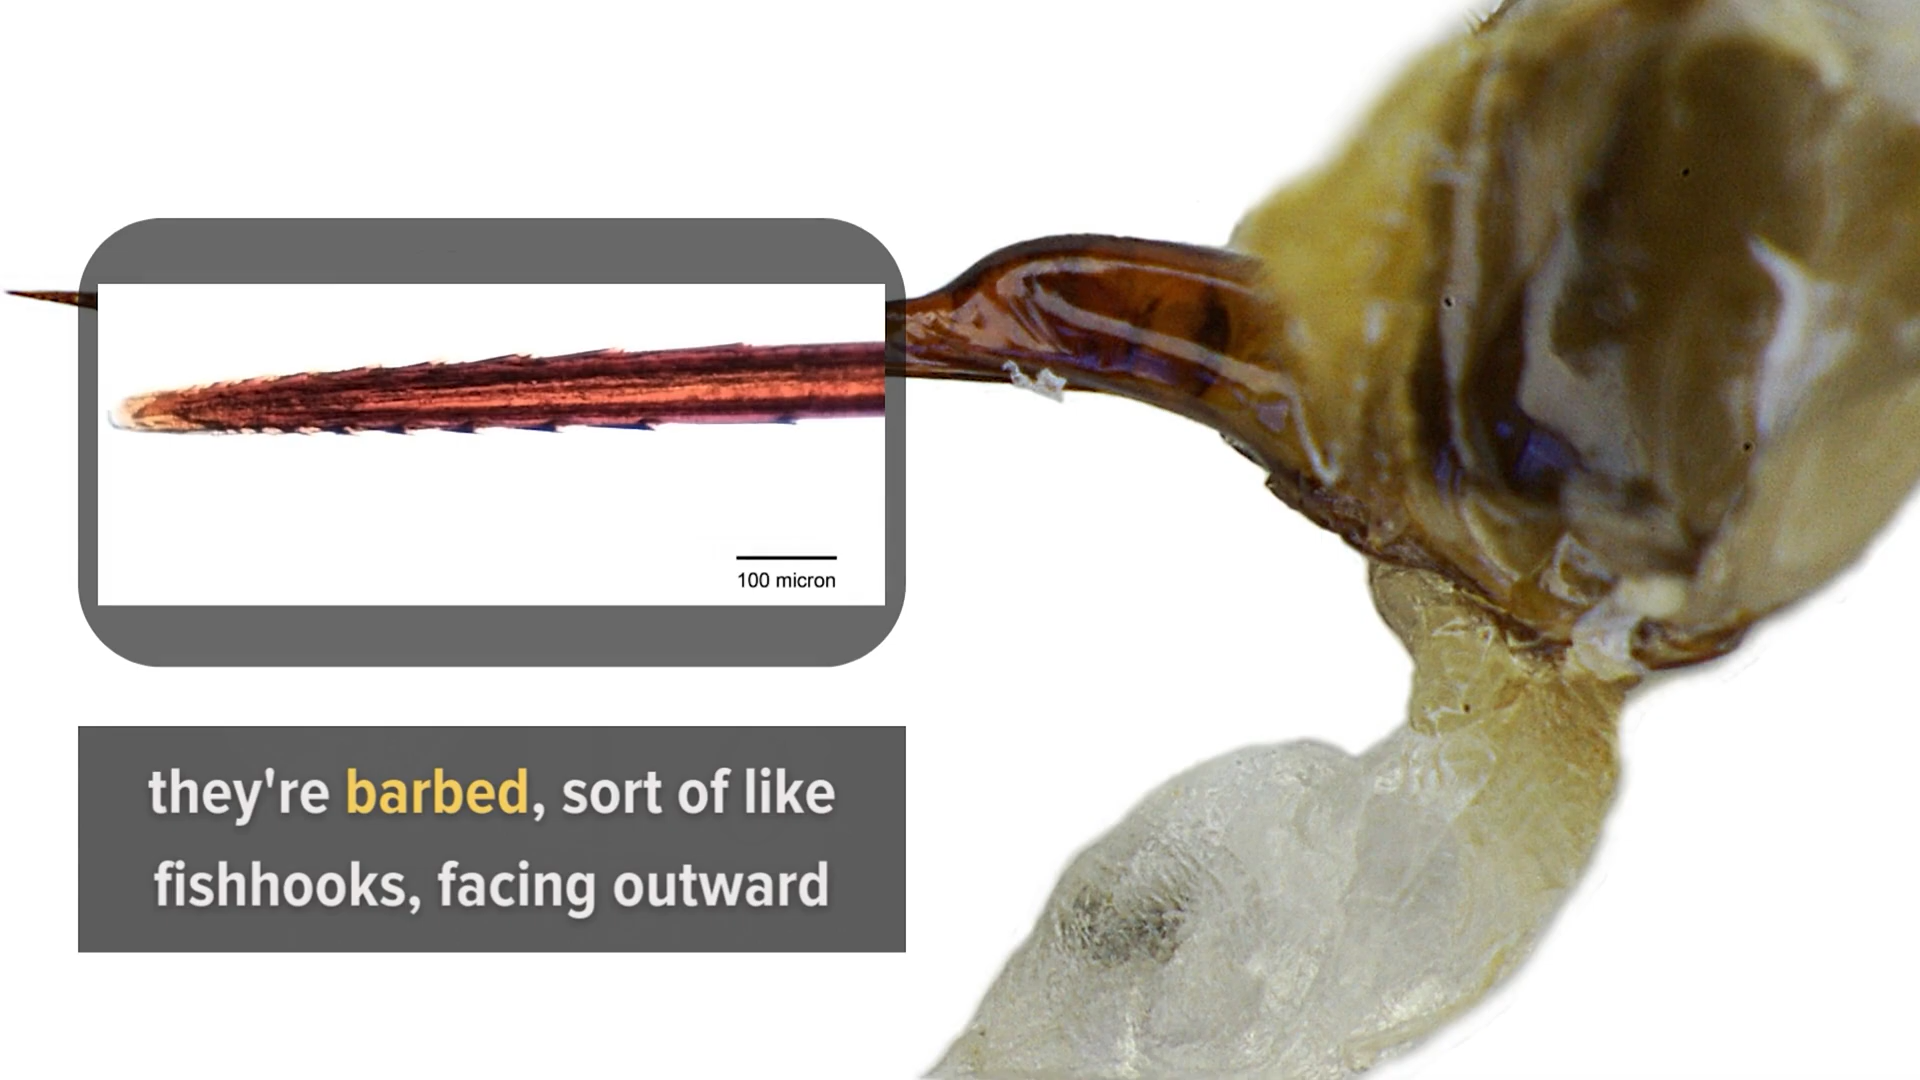 100 micron
they're barbed, sort of like
fishhooks, facing outward